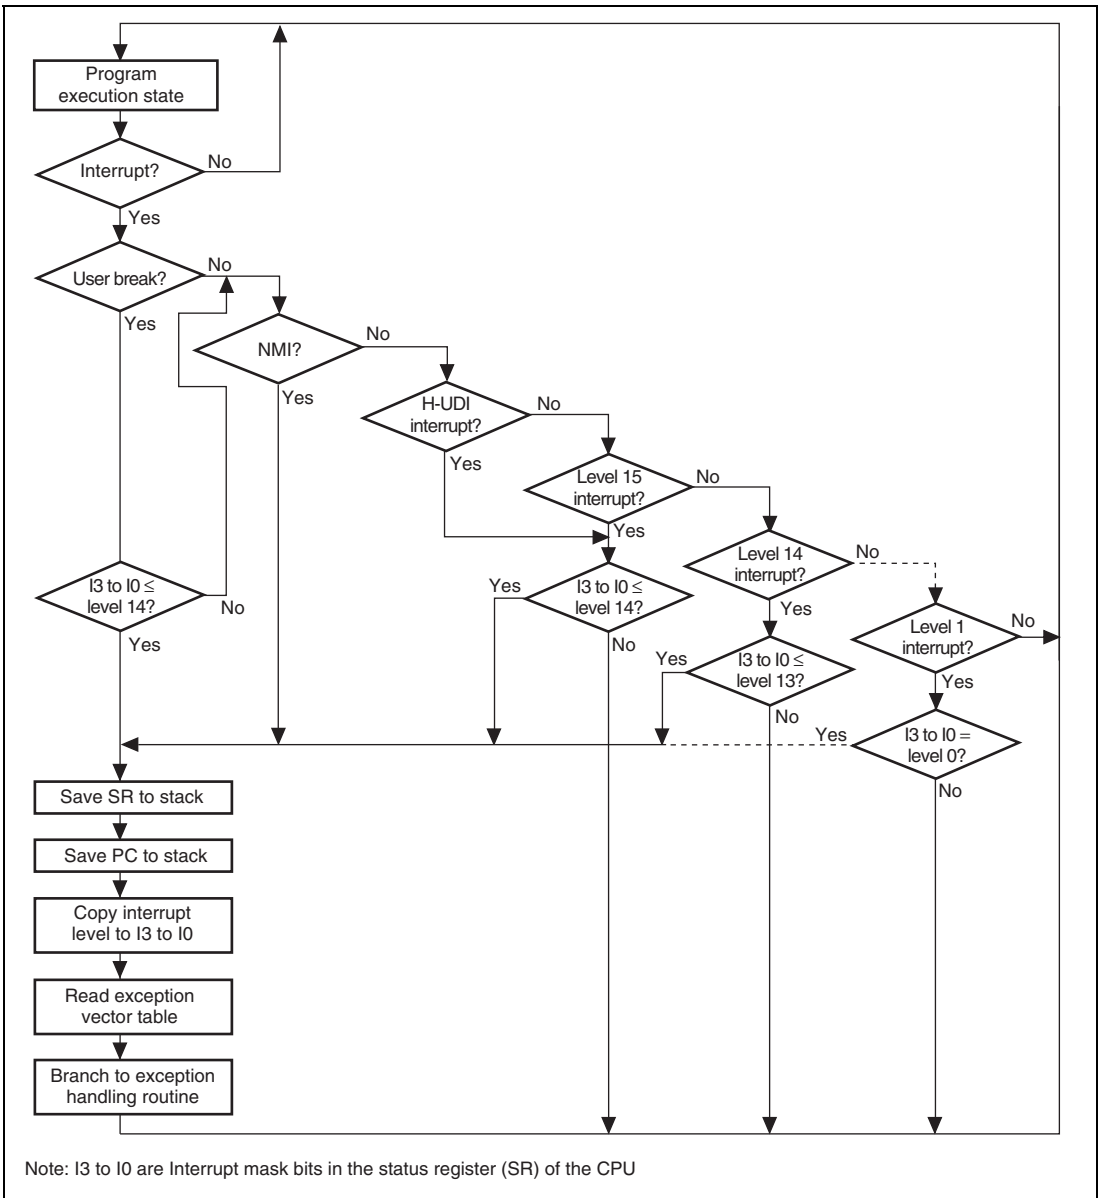 Program
execution state
Interrupt?
No
Yes
User break?
No
Yes
NMI?
No
Yes
H-UDI
interrupt?
No
Yes
Level 15
interrupt?
No
Yes
Level 14
interrupt?
No
Yes
I3 to I0 ≤
level 14?
No
Yes
Yes
I3 to I0 ≤
level 14?
No
Level 1
interrupt?
No
Yes
Yes
I3 to I0 ≤
level 13?
No
Yes
I3 to I0 =
level 0?
No
Save SR to stack
Save PC to stack
Copy interrupt
level to I3 to I0
Read exception
vector table
Branch to exception
handling routine
Note: I3 to I0 are Interrupt mask bits in the status register (SR) of the CPU